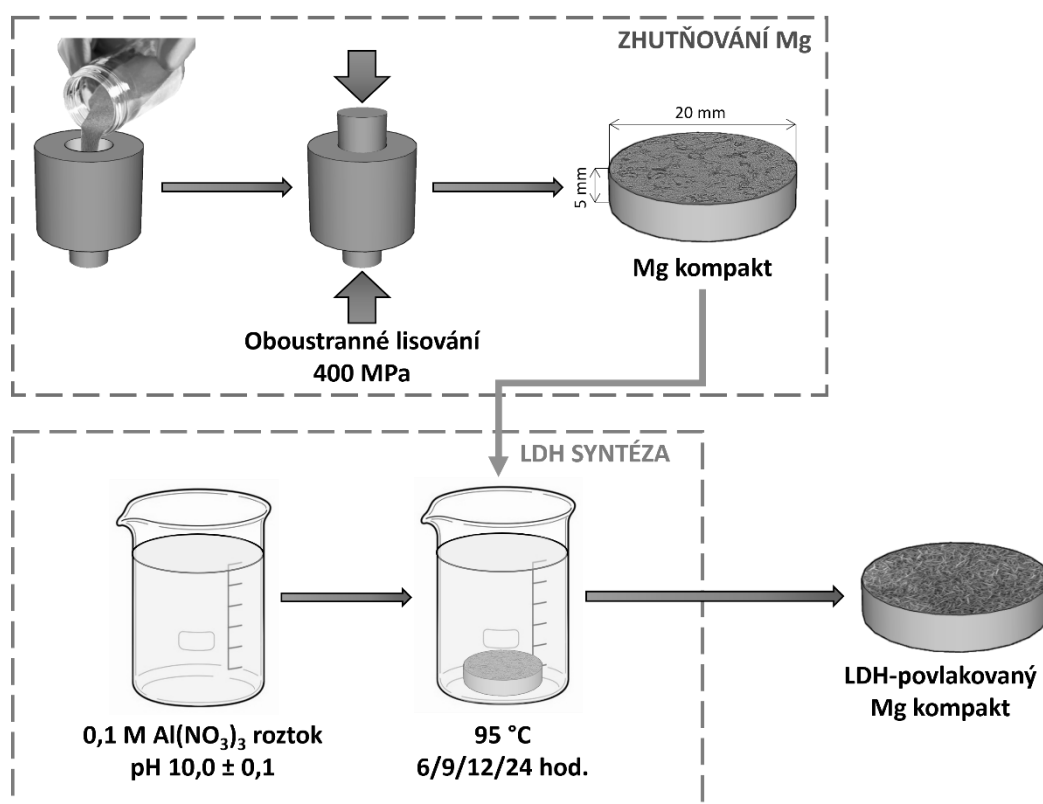 ZHUTŇOVÁNÍ Mg
20 mm
5 mm
Mg kompakt
Oboustranné lisování
400 MPa
LDH SYNTÉZA
0,1 M Al(NO₃)₃ roztok
pH 10,0 ± 0,1
95 °C
6/9/12/24 hod.
LDH-povlakovaný
Mg kompakt